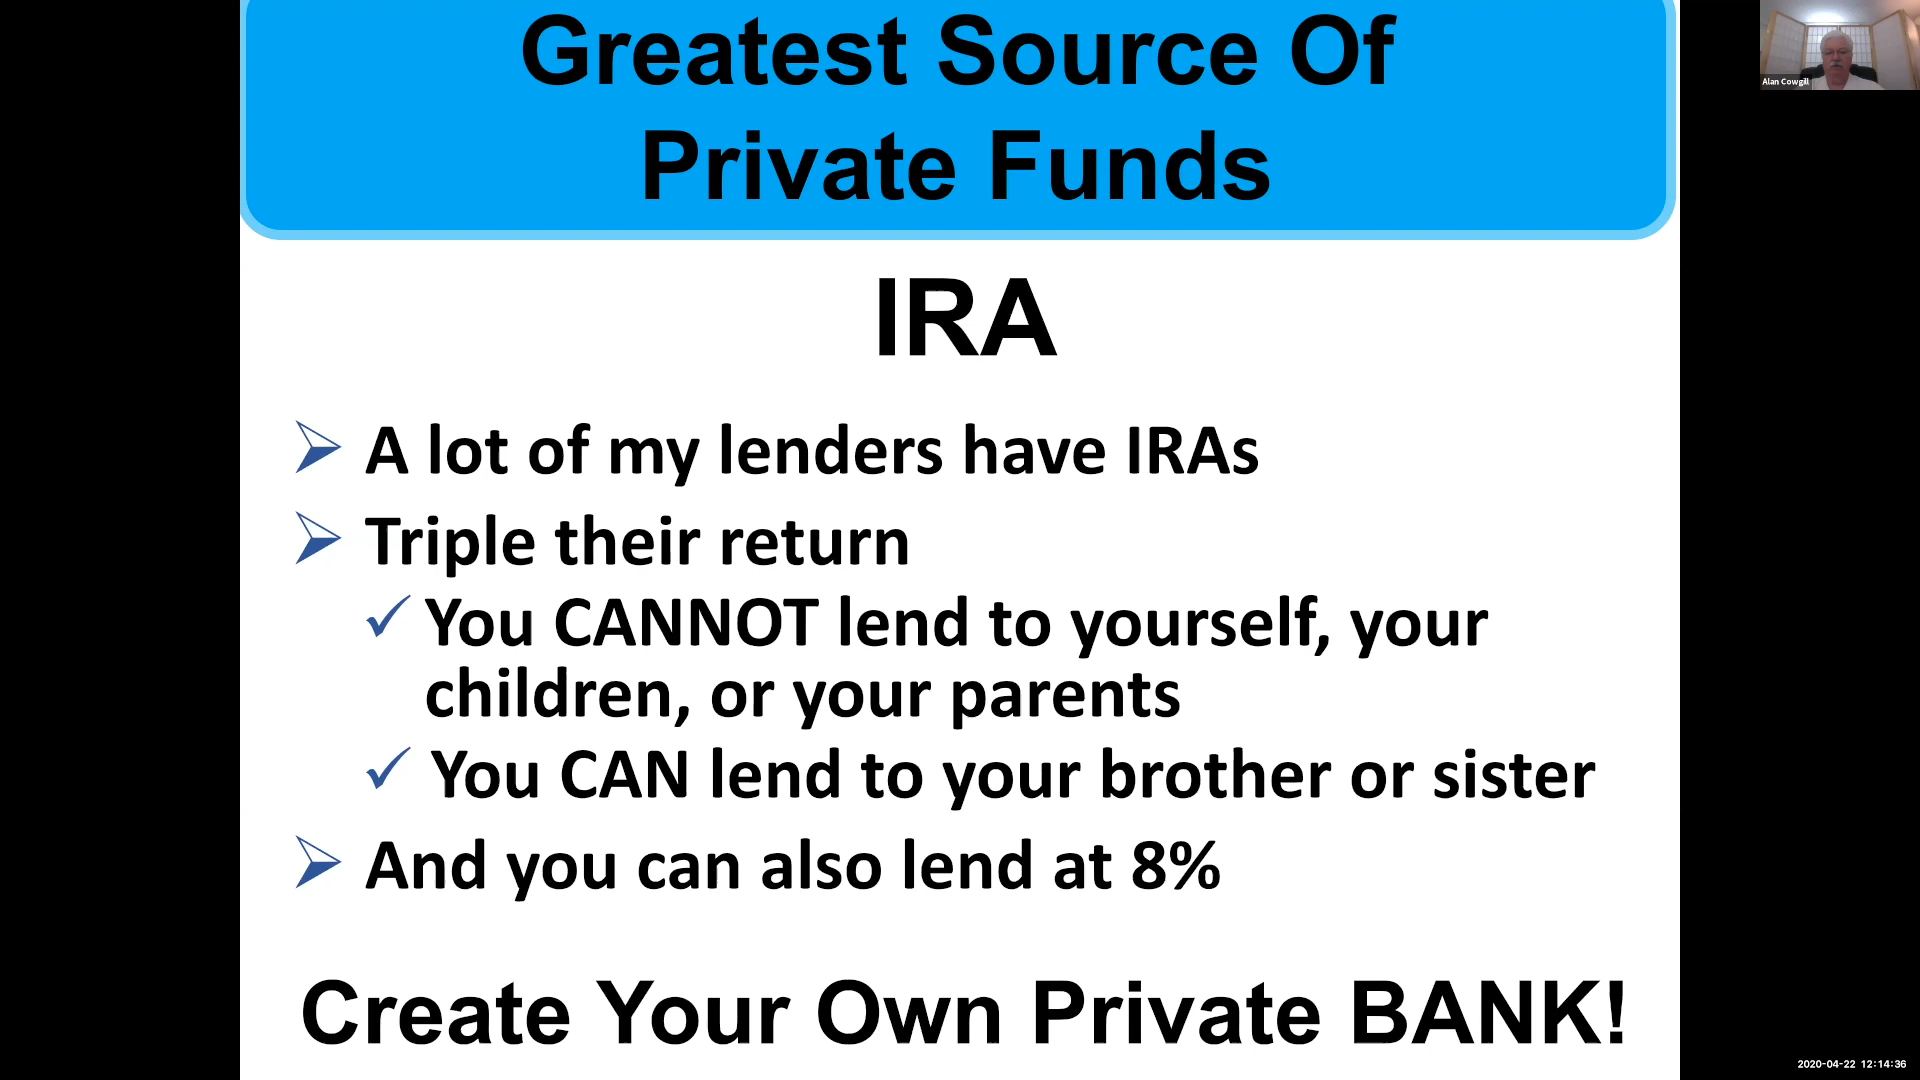 Greatest Source Of
Private Funds
Alan Cowgill
IRA
A lot of my lenders have IRAs
Triple their return
You CANNOT lend to yourself, your
children, or your parents
You CAN lend to your brother or sister
And you can also lend at 8%
Create Your Own Private BANK!
2020-04-22 12:14:36